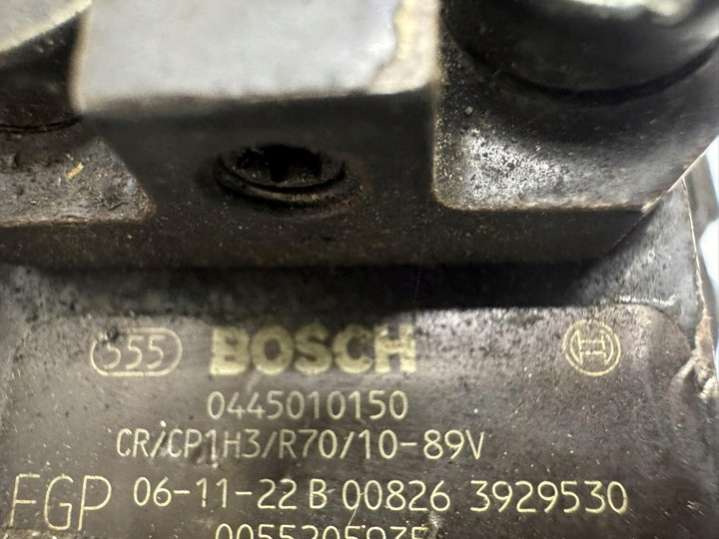 555 BOSCH
0445010150
CR/CP1H3/R70/10-89V
FGP 06-11-22 B 00826 3929530